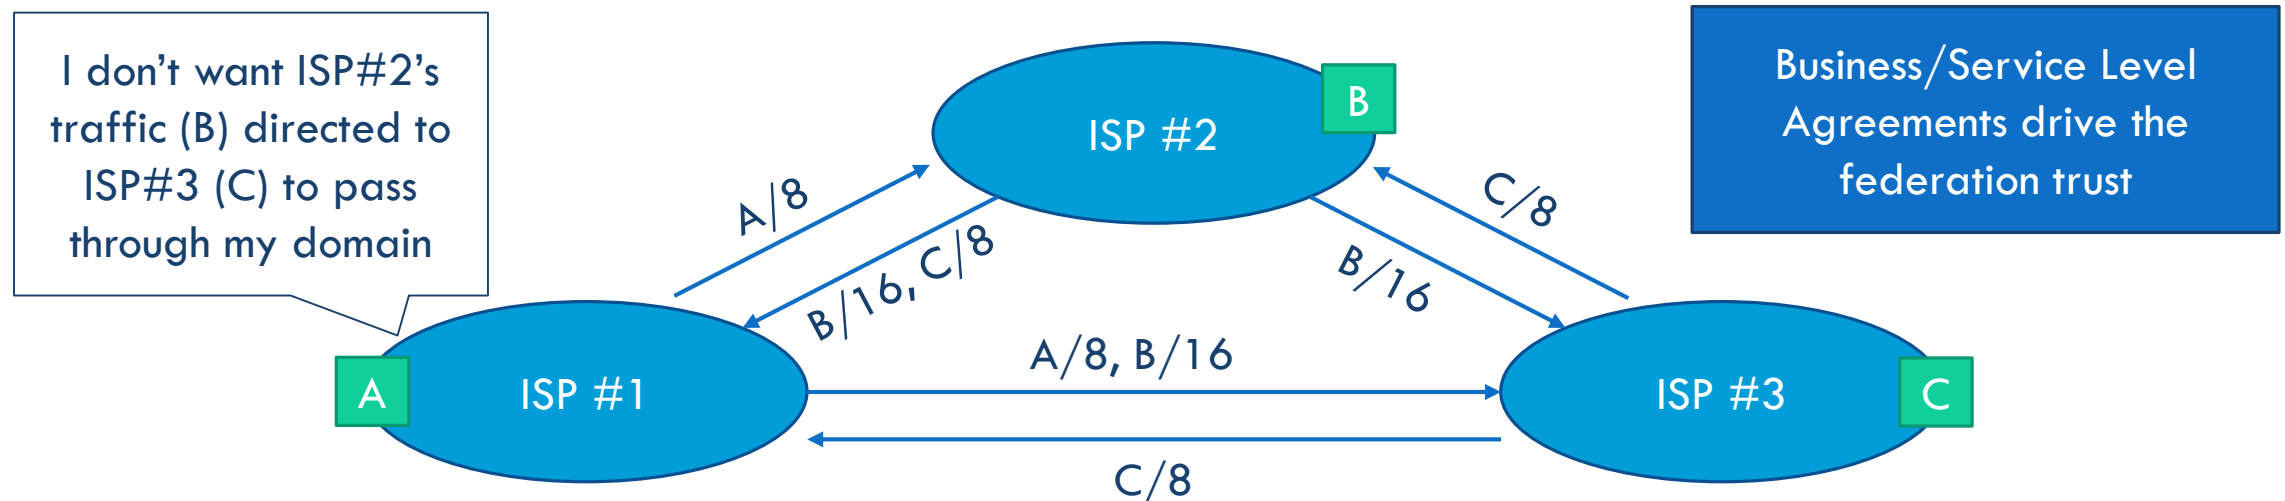 I don't want ISP#2's
traffic (B) directed to
ISP#3 (C) to pass
through my domain
Business/Service Level
Agreements drive the
federation trust
ISP #2
B
A/8
B/16, C/8
C/8
B/16
A/8, B/16
A
ISP #1
ISP #3
C
C/8